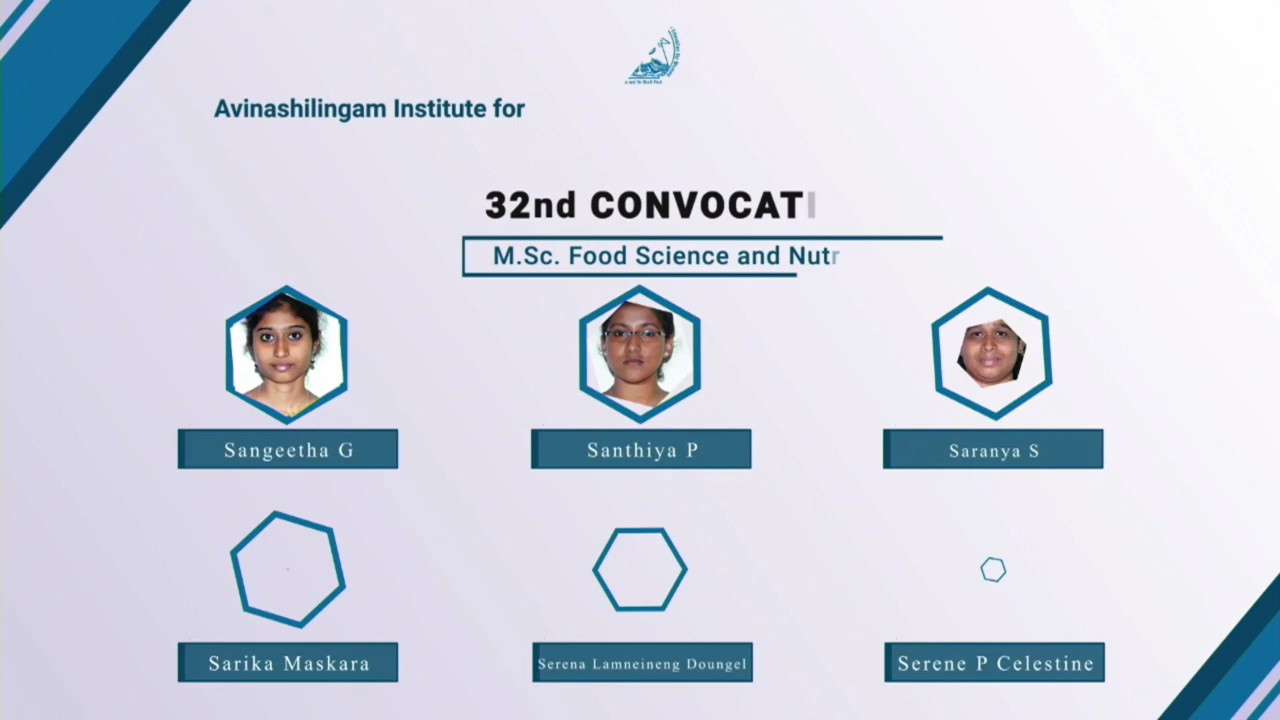 Avinashilingam Institute for
32nd CONVOCATI
M.Sc. Food Science and Nutr
Sangeetha G
Santhiya P
Saranya S
Sarika Maskara
Serena Lamneineng Doungel
Serene P Celestine